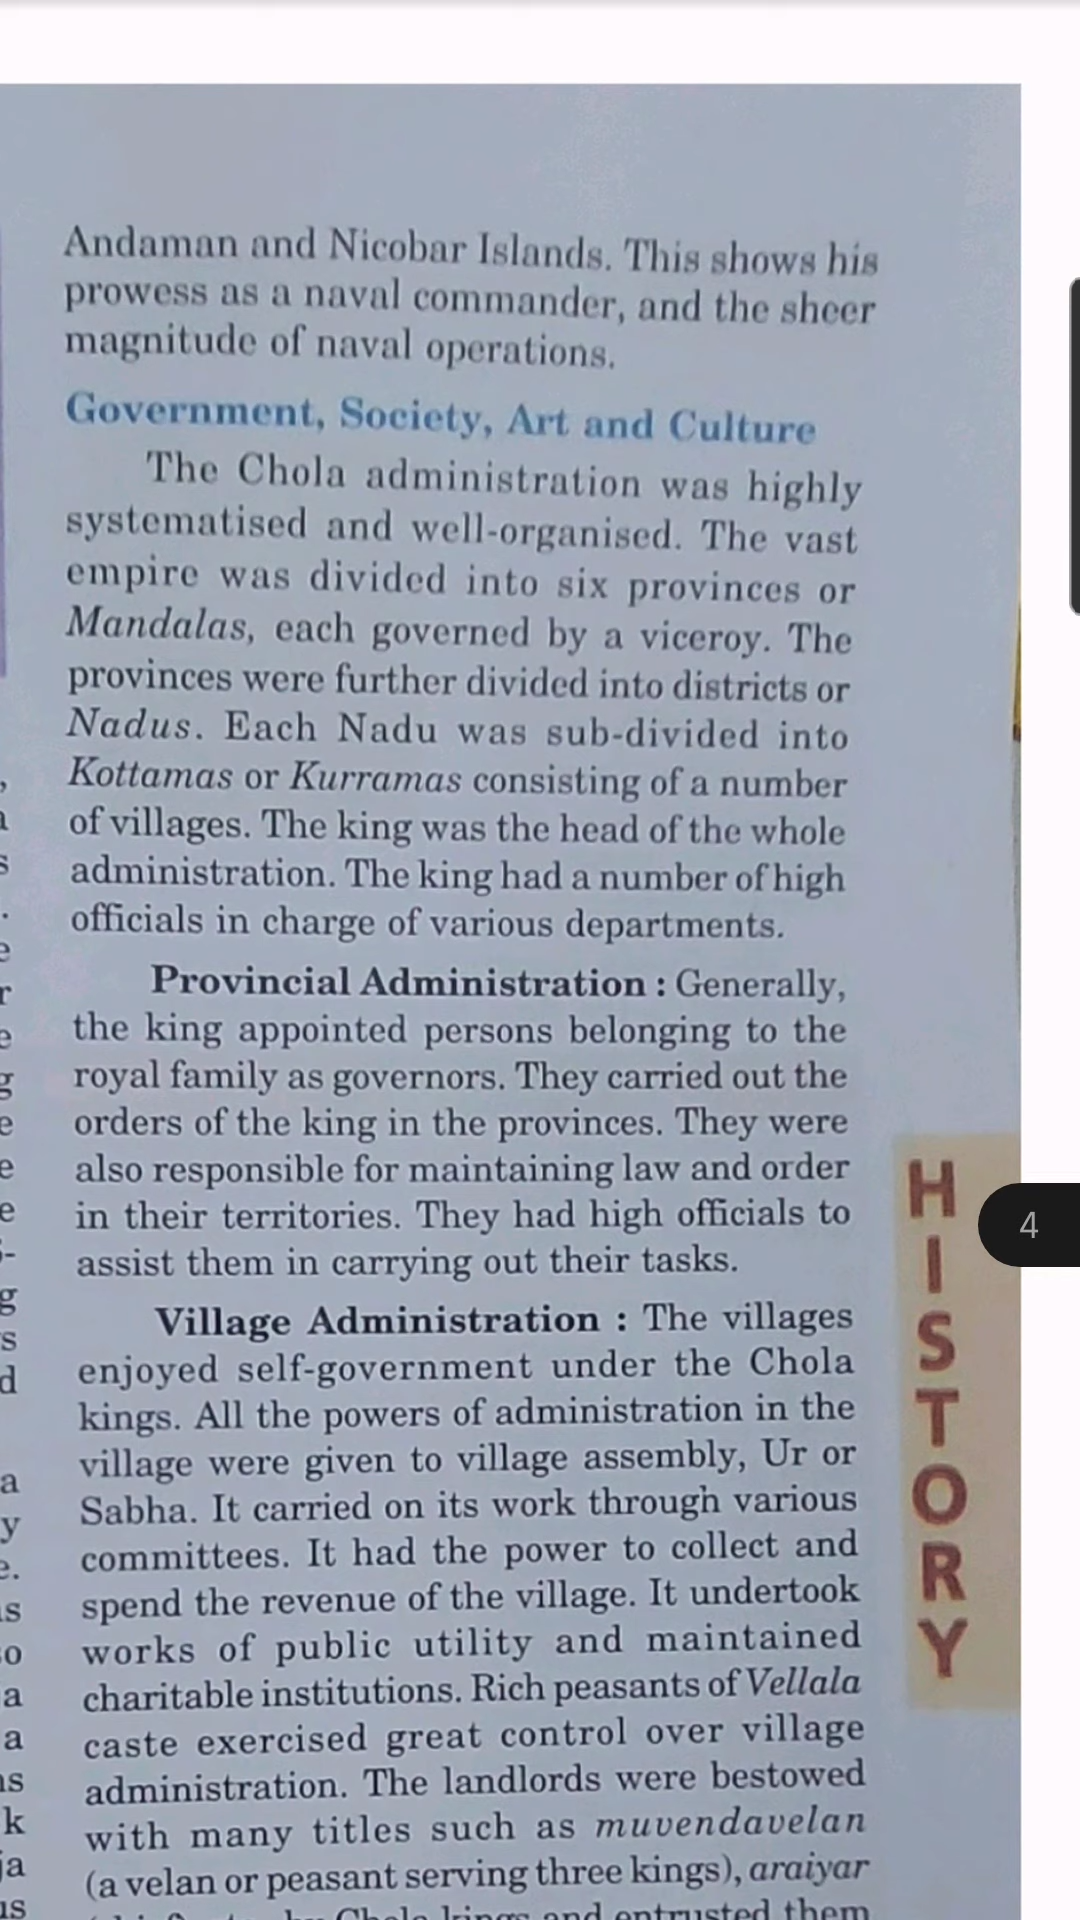 Andaman and Nicobar Islands. This shows his
prowess as a naval commander, and the sheer
magnitude of naval operations.
Government, Society, Art and Culture
The Chola administration was highly
systematised and well-organised. The vast
empire was divided into six provinces or
Mandalas, each governed by a viceroy. The
provinces were further divided into districts or
Nadus. Each Nadu was sub-divided into
Kottamas or Kurramas consisting of a number
of villages. The king was the head of the whole
administration. The king had a number of high
officials in charge of various departments.
Provincial Administration : Generally,
the king appointed persons belonging to the
royal family as governors. They carried out the
orders of the king in the provinces. They were
also responsible for maintaining law and order
in their territories. They had high officials to
assist them in carrying out their tasks.
Village Administration : The villages
enjoyed self-government under the Chola
kings. All the powers of administration in the
village were given to village assembly, Ur or
Sabha. It carried on its work through various
committees. It had the power to collect and
spend the revenue of the village. It undertook
works of public utility and maintained
charitable institutions. Rich peasants of Vellala
caste exercised great control over village
administration. The landlords were bestowed
with many titles such as muvendavelan
(a velan or peasant serving three kings), araiyar
by Chola kings and entrusted them
HISTORY
4